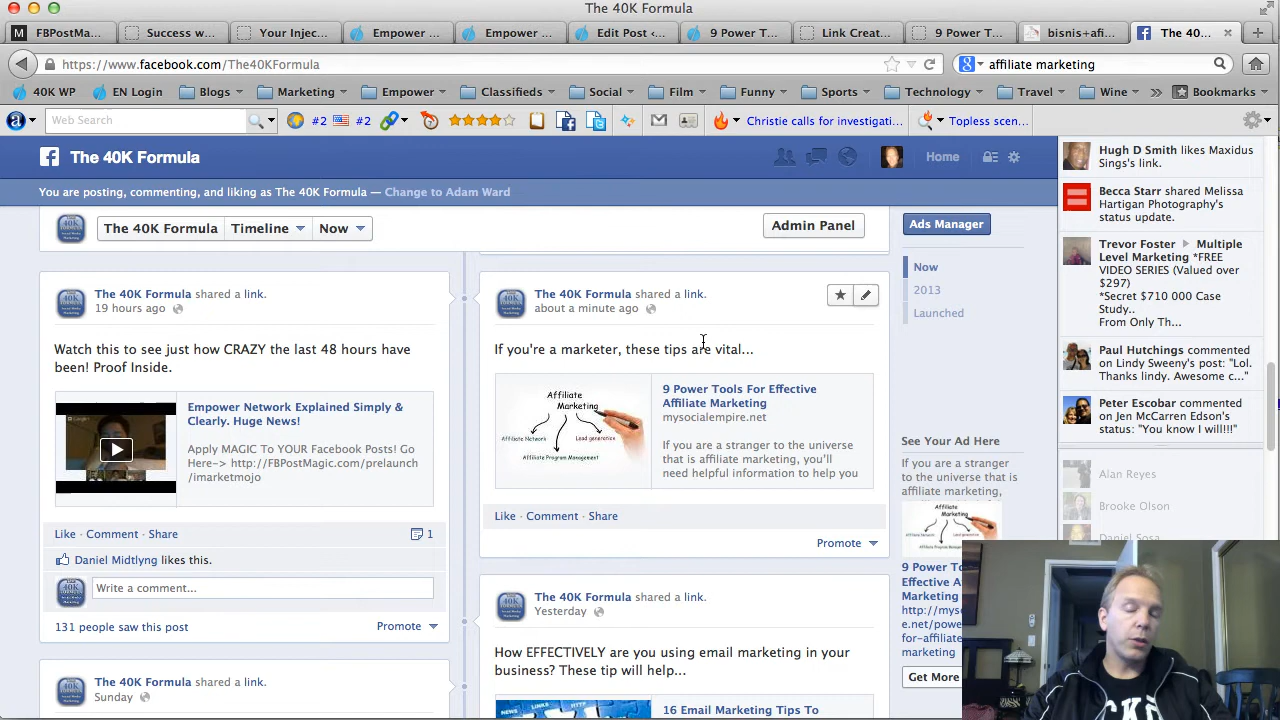 The 40K Formula
FBPostMa...
Success w...
Your Injec...
Empower ...
Empower ...
Edit Post ‹...
9 Power T...
Link Creat...
9 Power T...
bisnis+afi...
The 40...
https://www.facebook.com/The40KFormula
affiliate marketing
40K WP
EN Login
Blogs
Marketing
Empower
Classifieds
Social
Film
Funny
Sports
Technology
Travel
Wine
Bookmarks
Web Search
#2
#2
Christie calls for investigati...
Topless scen...
The 40K Formula
Home
You are posting, commenting, and liking as The 40K Formula — Change to Adam Ward
The 40K Formula
Timeline
Now
Admin Panel
The 40K Formula shared a link.
19 hours ago
Watch this to see just how CRAZY the last 48 hours have
been! Proof Inside.
Empower Network Explained Simply &
Clearly. Huge News!
Apply MAGIC To YOUR Facebook Posts! Go
Here–> http://FBPostMagic.com/prelaunch
/imarketmojo
Like · Comment · Share
1
Daniel Midtlyng likes this.
Write a comment...
131 people saw this post
Promote
The 40K Formula
Sunday
shared a link.
The 40K Formula shared a link.
about a minute ago
If you're a marketer, these tips are vital...
Affiliate
Marketing
Affiliate Network
Lead generation
Affiliate Program Management
9 Power Tools For Effective
Affiliate Marketing
mysocialempire.net
If you are a stranger to the universe
that is affiliate marketing, you'll
need helpful information to help you
Like · Comment · Share
Promote
The 40K Formula shared a link.
Yesterday
How EFFECTIVELY are you using email marketing in your
business? These tip will help...
NEWS
LINKS
HTTP
16 Email Marketing Tips To
Ads Manager
Now
2013
Launched
See Your Ad Here
If you are a stranger
to the universe that is
affiliate marketing,
Affiliate
Marketing
9 Power To
Effective A
Marketing
http://mys
e.net/powe
for-affiliate
marketing
Get More
Hugh D Smith likes Maxidus
Sings's link.
Becca Starr shared Melissa
Hartigan Photography's
status update.
Trevor Foster ▸ Multiple
Level Marketing *FREE
VIDEO SERIES (Valued over
$297)
*Secret $710 000 Case
Study..
From Only Th...
Paul Hutchings commented
on Lindy Sweeny's post: "Lol.
Thanks lindy. Awesome c..."
Peter Escobar commented
on Jen McCarren Edson's
status: "You know I will!!!"
Alan Reyes
Brooke Olson
Daniel Sosa